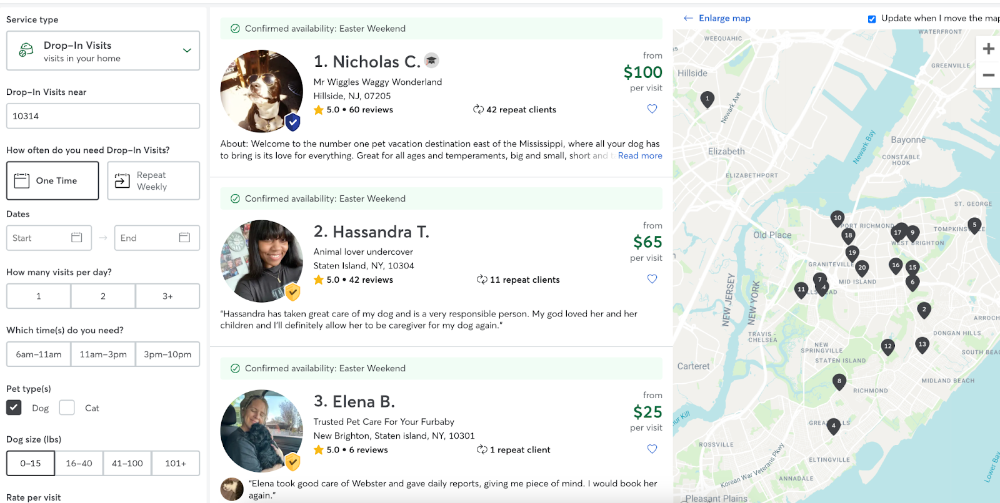 Service type
Drop-In Visits
visits in your home
Drop-In Visits near
10314
How often do you need Drop-In Visits?
One Time
Repeat
Weekly
Dates
Start
End
How many visits per day?
1
2
3+
Which time(s) do you need?
6am–11am
11am–3pm
3pm–10pm
Pet type(s)
Dog
Cat
Dog size (lbs)
0–15
16–40
41–100
101+
Rate per visit
Confirmed availability: Easter Weekend
1. Nicholas C.
Mr Wiggles Waggy Wonderland
Hillside, NJ, 07205
5.0 • 60 reviews
42 repeat clients
from
$100
per visit
About: Welcome to the number one pet vacation destination east of the Mississippi, where all your dog has
to bring is its love for everything. Great for all ages and temperaments, big and small, short and t Read more
Confirmed availability: Easter Weekend
2. Hassandra T.
Animal lover undercover
Staten Island, NY, 10304
5.0 • 42 reviews
11 repeat clients
from
$65
per visit
“Hassandra has taken great care of my dog and is a very responsible person. My god loved her and her
children and I’ll definitely allow her to be caregiver for my dog again.”
Confirmed availability: Easter Weekend
3. Elena B.
Trusted Pet Care For Your Furbaby
New Brighton, Staten island, NY, 10301
5.0 • 6 reviews
1 repeat client
from
$25
per visit
“Elena took good care of Webster and gave daily reports, giving me piece of mind. I would book her
again.”
← Enlarge map
Update when I move the map
WATERFRONT
WEEQUAHIC
GREENVILLE
Hillside
1
Newark Ave
Newark Bay
Bayonne
Elizabeth
CONSTABLE
HOOK
ELIZABETHPORT
ST. GEORGE
10
PORT RICHMOND
5
TOMPKINS
Old Place
18
17
9
WEST BRIGHTON
19
GRANITEVILLE
20
16
15
MID ISLAND
7
11
6
NEW JERSEY
NEW YORK
2
ARROCH
TRAVIS -
CHELSEA
DONGAN HILLS
NEW
SPRINGVILLE
12
13
SOUTH BEAC
STATEN ISLAND
Carteret
8
MIDLAND BEACH
RICHMOND
ur Kill
4
ROSSVILLE
Korean War Veterans Pkwy
ELTINGVILLE
Lower Bay
ANNADALE
Pleasant Plains